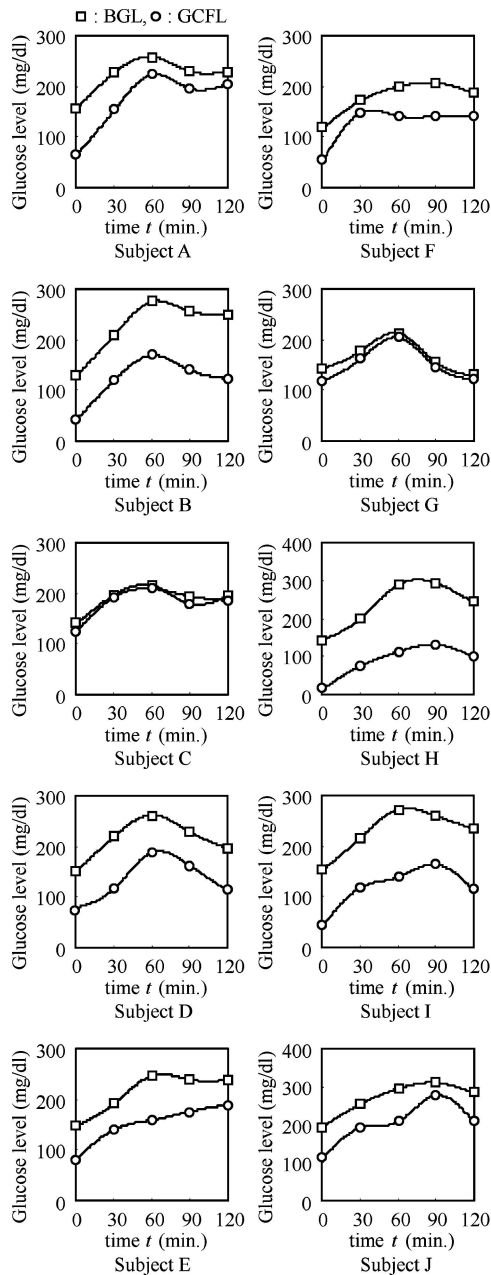 □ : BGL, ○ : GCFL
Glucose level (mg/dl)
300
200
100
0
0 30 60 90 120
time t (min.)
Subject A
Glucose level (mg/dl)
300
200
100
0
0 30 60 90 120
time t (min.)
Subject F
Glucose level (mg/dl)
300
200
100
0
0 30 60 90 120
time t (min.)
Subject B
Glucose level (mg/dl)
300
200
100
0
0 30 60 90 120
time t (min.)
Subject G
Glucose level (mg/dl)
300
200
100
0
0 30 60 90 120
time t (min.)
Subject C
Glucose level (mg/dl)
400
300
200
100
0
0 30 60 90 120
time t (min.)
Subject H
Glucose level (mg/dl)
300
200
100
0
0 30 60 90 120
time t (min.)
Subject D
Glucose level (mg/dl)
300
200
100
0
0 30 60 90 120
time t (min.)
Subject I
Glucose level (mg/dl)
300
200
100
0
0 30 60 90 120
time t (min.)
Subject E
Glucose level (mg/dl)
400
300
200
100
0
0 30 60 90 120
time t (min.)
Subject J